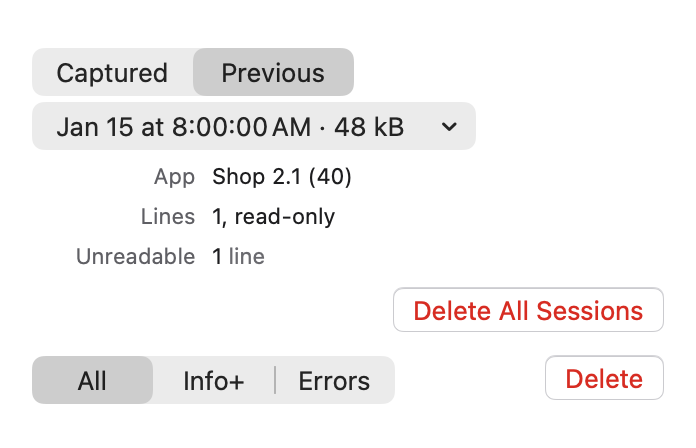 Captured Previous
Jan 15 at 8:00:00 AM · 48 kB
App Shop 2.1 (40)
Lines 1, read-only
Unreadable 1 line
Delete All Sessions
All Info+ Errors Delete